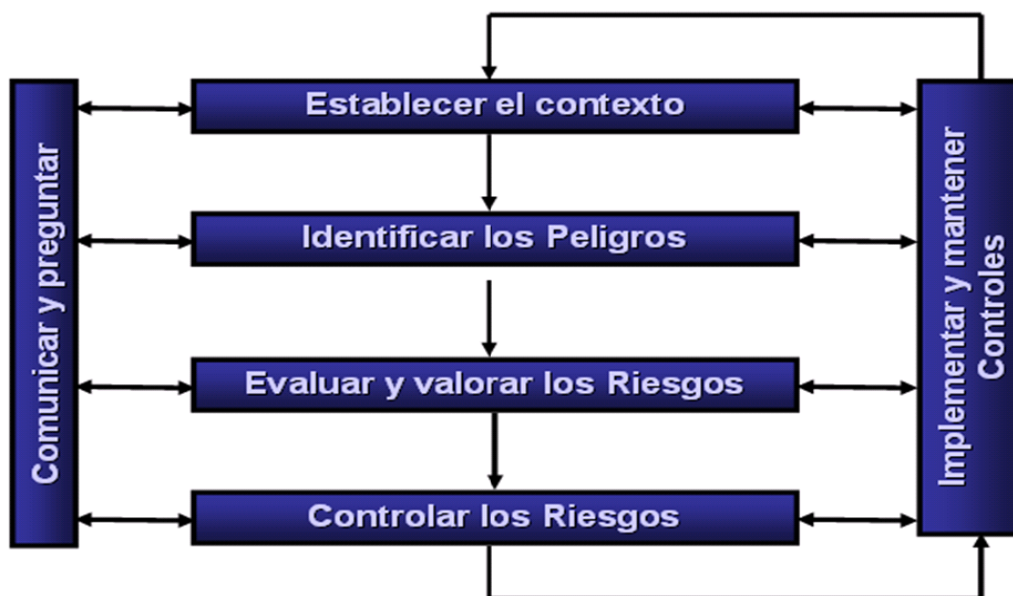 Establecer el contexto
Identificar los Peligros
Evaluar y valorar los Riesgos
Controlar los Riesgos
Comunicar y preguntar
Implementar y mantener
Controles